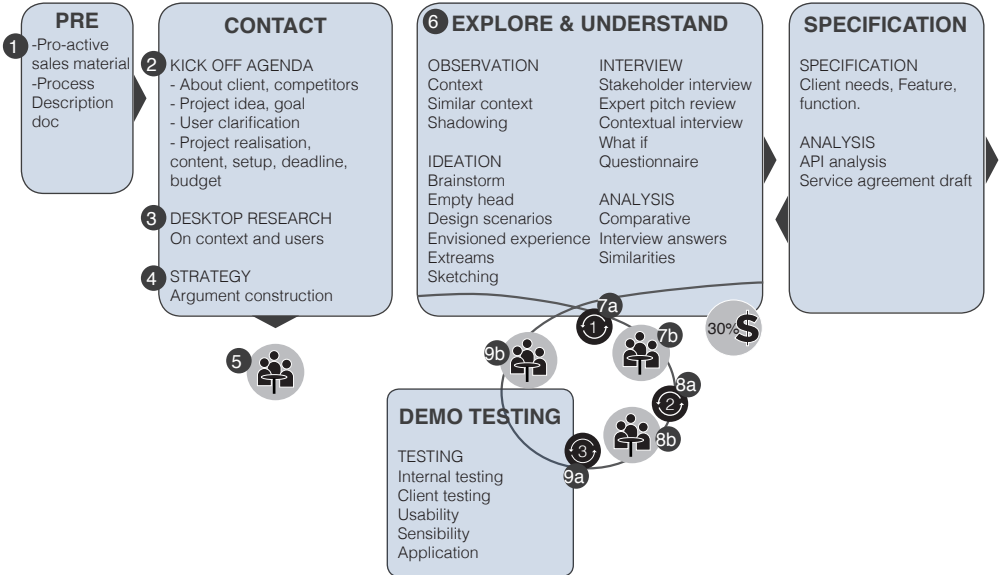 PRE
1
-Pro-active
sales material
-Process
Description
doc
CONTACT
2
KICK OFF AGENDA
- About client, competitors
- Project idea, goal
- User clarification
- Project realisation,
content, setup, deadline,
budget
3
DESKTOP RESEARCH
On context and users
4
STRATEGY
Argument construction
5
6
EXPLORE & UNDERSTAND
OBSERVATION
Context
Similar context
Shadowing
IDEATION
Brainstorm
Empty head
Design scenarios
Envisioned experience
Extreams
Sketching
INTERVIEW
Stakeholder interview
Expert pitch review
Contextual interview
What if
Questionnaire
ANALYSIS
Comparative
Interview answers
Similarities
7a
1
7b
30%$
8a
2
8b
3
9a
9b
DEMO TESTING
TESTING
Internal testing
Client testing
Usability
Sensibility
Application
SPECIFICATION
SPECIFICATION
Client needs, Feature,
function.
ANALYSIS
API analysis
Service agreement draft